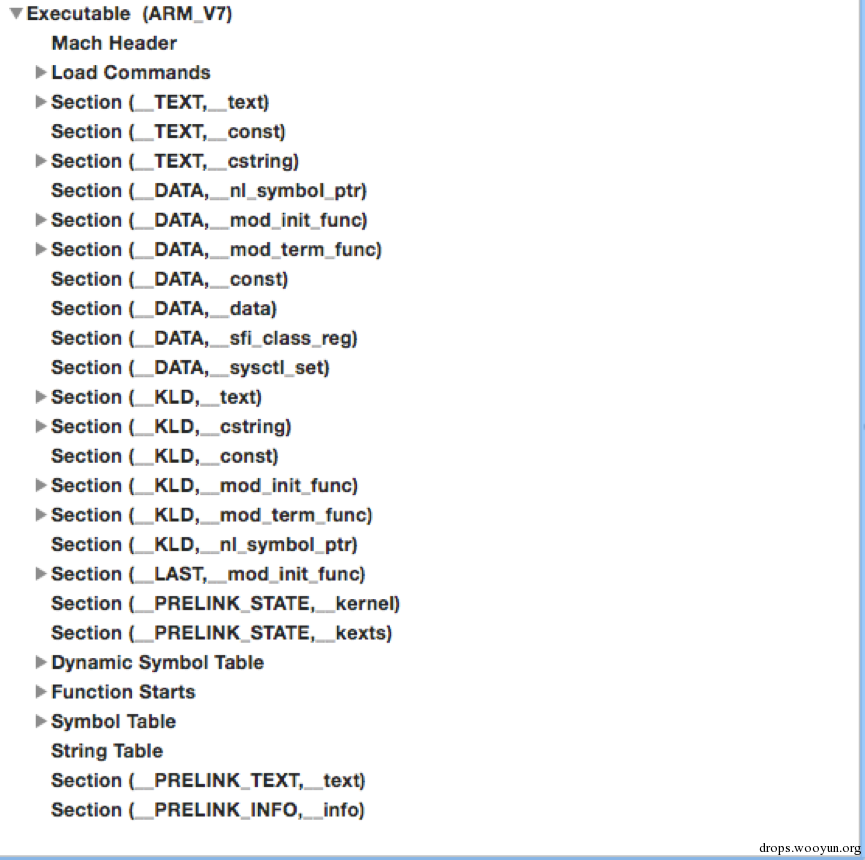 Executable (ARM_V7)
Mach Header
Load Commands
Section (__TEXT,__text)
Section (__TEXT,__const)
Section (__TEXT,__cstring)
Section (__DATA,__nl_symbol_ptr)
Section (__DATA,__mod_init_func)
Section (__DATA,__mod_term_func)
Section (__DATA,__const)
Section (__DATA,__data)
Section (__DATA,__sfi_class_reg)
Section (__DATA,__sysctl_set)
Section (__KLD,__text)
Section (__KLD,__cstring)
Section (__KLD,__const)
Section (__KLD,__mod_init_func)
Section (__KLD,__mod_term_func)
Section (__KLD,__nl_symbol_ptr)
Section (__LAST,__mod_init_func)
Section (__PRELINK_STATE,__kernel)
Section (__PRELINK_STATE,__kexts)
Dynamic Symbol Table
Function Starts
Symbol Table
String Table
Section (__PRELINK_TEXT,__text)
Section (__PRELINK_INFO,__info)
drops.wooyun.org